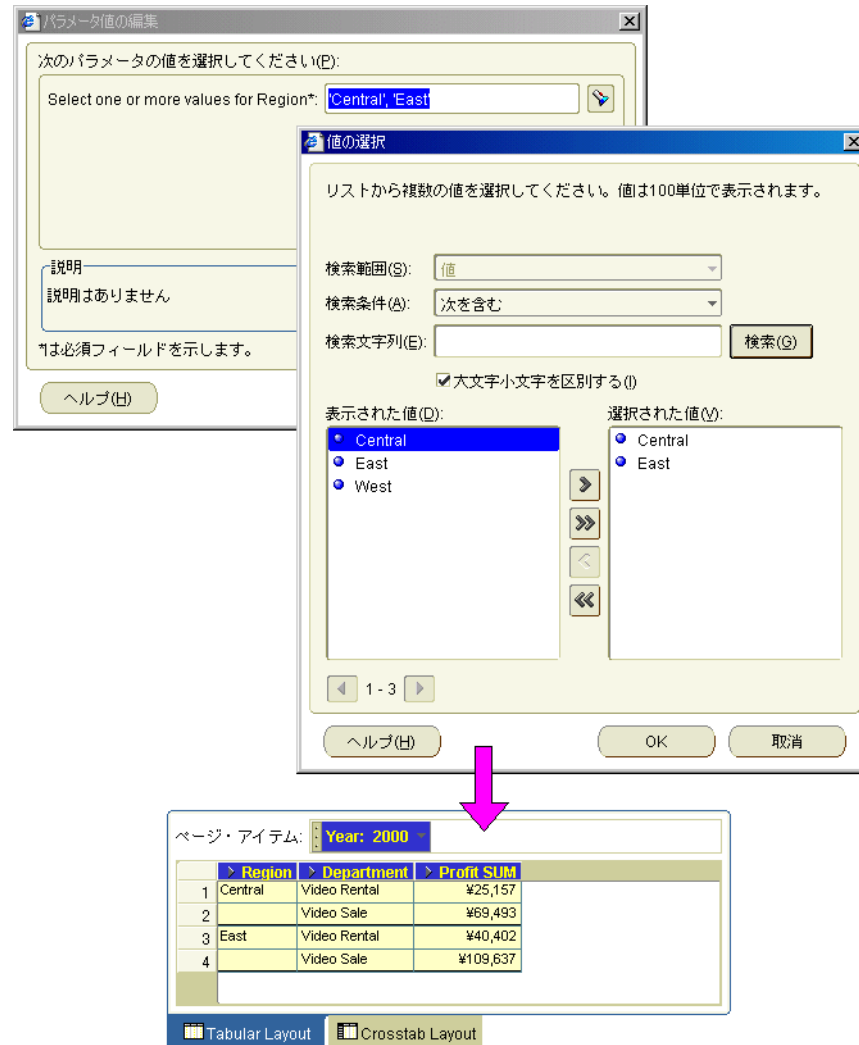 パラメータ値の編集
次のパラメータの値を選択してください(P):
Select one or more values for Region*: 'Central', 'East'
説明
説明はありません
*は必須フィールドを示します。
ヘルプ(H)
値の選択
リストから複数の値を選択してください。値は100単位で表示されます。
検索範囲(S): 値
検索条件(A): 次を含む
検索文字列(E): 検索(G)
大文字小文字を区別する(I)
表示された値(D): 選択された値(V):
Central Central
East East
West
1 - 3
ヘルプ(H) OK 取消
ページ・アイテム: Year: 2000
Region Department Profit SUM
1 Central Video Rental ¥25,157
2 Video Sale ¥69,493
3 East Video Rental ¥40,402
4 Video Sale ¥109,637
Tabular Layout Crosstab Layout